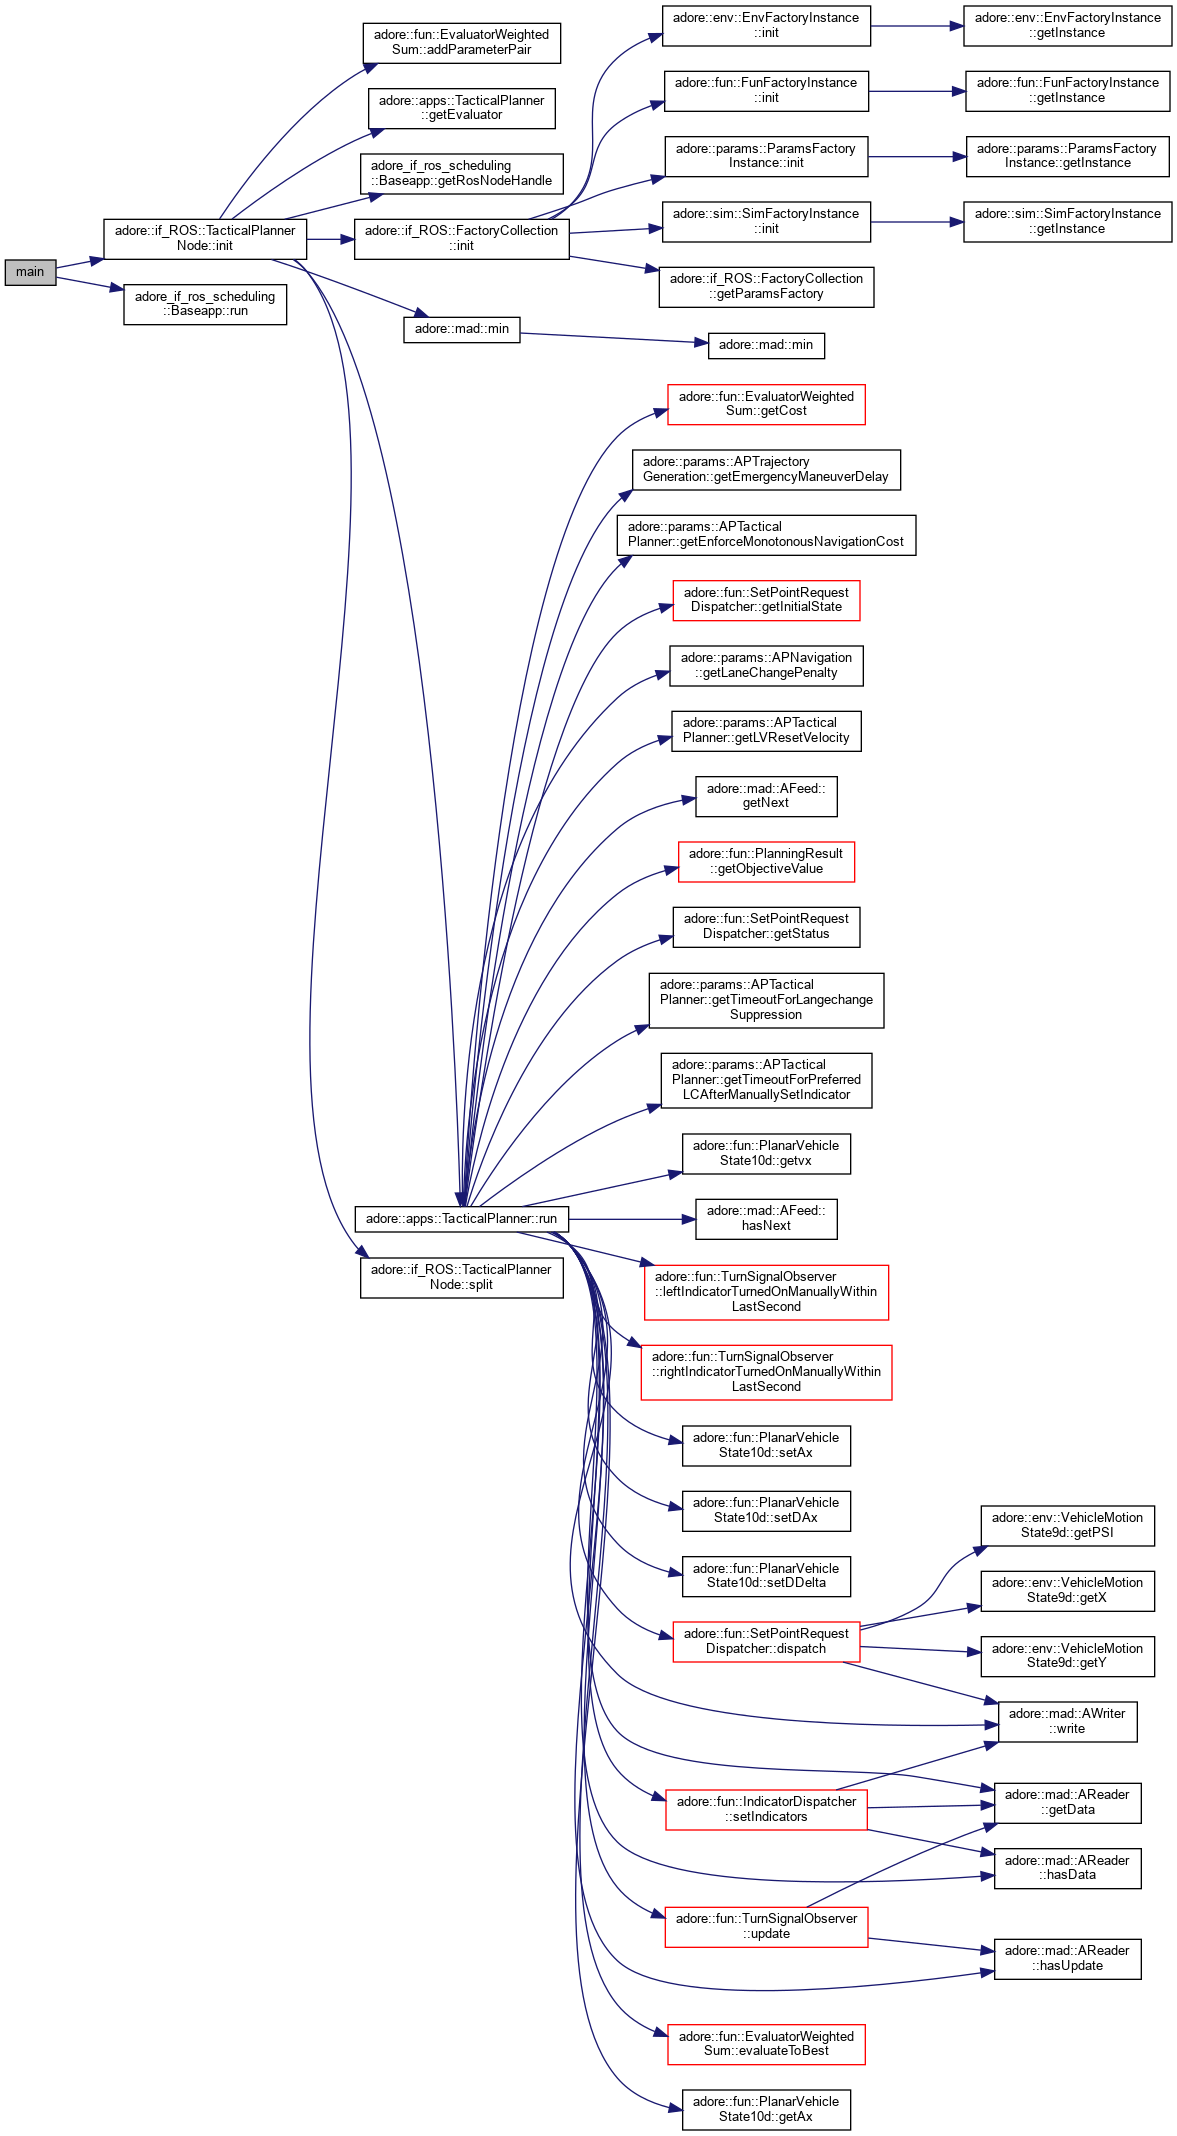 main
adore::if_ROS::TacticalPlanner
Node::init
adore_if_ros_scheduling
::Baseapp::run
adore::fun::EvaluatorWeighted
Sum::addParameterPair
adore::apps::TacticalPlanner
::getEvaluator
adore_if_ros_scheduling
::Baseapp::getRosNodeHandle
adore::if_ROS::FactoryCollection
::init
adore::mad::min
adore::apps::TacticalPlanner::run
adore::if_ROS::TacticalPlanner
Node::split
adore::env::EnvFactoryInstance
::init
adore::fun::FunFactoryInstance
::init
adore::params::ParamsFactory
Instance::init
adore::sim::SimFactoryInstance
::init
adore::if_ROS::FactoryCollection
::getParamsFactory
adore::mad::min
adore::fun::EvaluatorWeighted
Sum::getCost
adore::params::APTrajectory
Generation::getEmergencyManeuverDelay
adore::params::APTactical
Planner::getEnforceMonotonousNavigationCost
adore::fun::SetPointRequest
Dispatcher::getInitialState
adore::params::APNavigation
::getLaneChangePenalty
adore::params::APTactical
Planner::getLVResetVelocity
adore::mad::AFeed::
getNext
adore::fun::PlanningResult
::getObjectiveValue
adore::fun::SetPointRequest
Dispatcher::getStatus
adore::params::APTactical
Planner::getTimeoutForLangechange
Suppression
adore::params::APTactical
Planner::getTimeoutForPreferred
LCAfterManuallySetIndicator
adore::fun::PlanarVehicle
State10d::getvx
adore::mad::AFeed::
hasNext
adore::fun::TurnSignalObserver
::leftIndicatorTurnedOnManuallyWithin
LastSecond
adore::fun::TurnSignalObserver
::rightIndicatorTurnedOnManuallyWithin
LastSecond
adore::fun::PlanarVehicle
State10d::setAx
adore::fun::PlanarVehicle
State10d::setDAx
adore::fun::PlanarVehicle
State10d::setDDelta
adore::fun::SetPointRequest
Dispatcher::dispatch
adore::fun::IndicatorDispatcher
::setIndicators
adore::fun::TurnSignalObserver
::update
adore::fun::EvaluatorWeighted
Sum::evaluateToBest
adore::fun::PlanarVehicle
State10d::getAx
adore::env::EnvFactoryInstance
::getInstance
adore::fun::FunFactoryInstance
::getInstance
adore::params::ParamsFactory
Instance::getInstance
adore::sim::SimFactoryInstance
::getInstance
adore::env::VehicleMotion
State9d::getPSI
adore::env::VehicleMotion
State9d::getX
adore::env::VehicleMotion
State9d::getY
adore::mad::AWriter
::write
adore::mad::AReader
::getData
adore::mad::AReader
::hasData
adore::mad::AReader
::hasUpdate